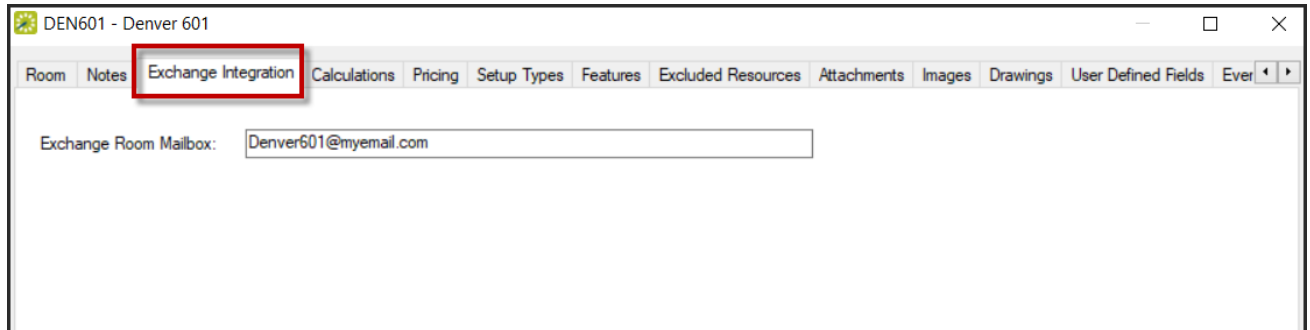 DEN601 - Denver 601
Room Notes Exchange Integration Calculations Pricing Setup Types Features Excluded Resources Attachments Images Drawings User Defined Fields Ever
Exchange Room Mailbox: Denver601@myemail.com